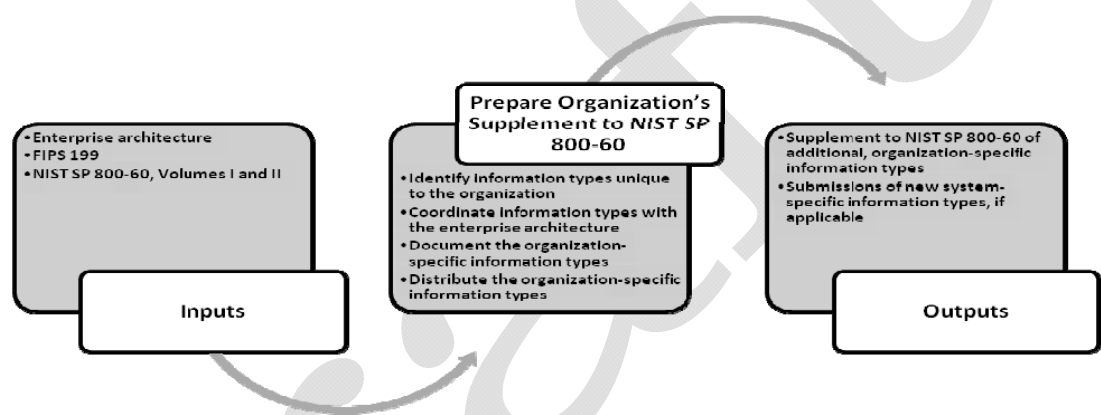 • Enterprise architecture
• FIPS 199
• NIST SP 800-60, Volumes I and II
Inputs
Prepare Organization's
Supplement to NIST SP
800-60
• Identify information types unique
to the organization
• Coordinate information types with
the enterprise architecture
• Document the organization-
specific information types
• Distribute the organization-specific
information types
• Supplement to NIST SP 800-60 of
additional, organization-specific
information types
• Submissions of new system-
specific information types, if
applicable
Outputs